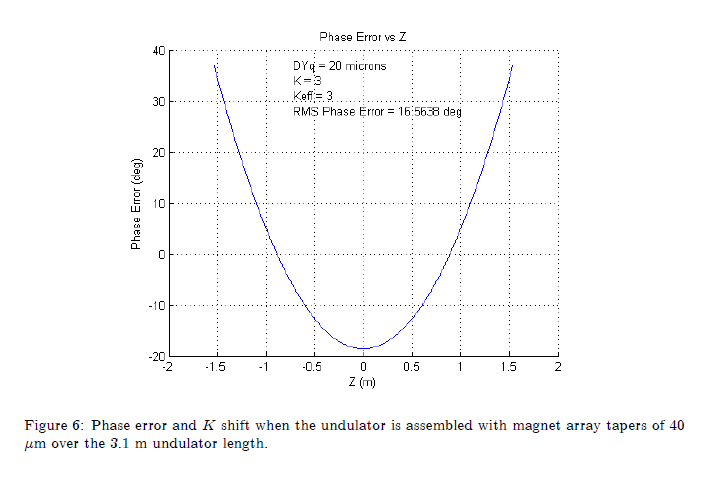 Phase Error vs Z
40
30
20
10
0
-10
-20
Phase Error (deg)
DYq = 20 microns
K = 3
Keff = 3
RMS Phase Error = 16.5638 deg
-2 -1.5 -1 -0.5 0 0.5 1 1.5 2
Z (m)
Figure 6: Phase error and K shift when the undulator is assembled with magnet array tapers of 40
μm over the 3.1 m undulator length.